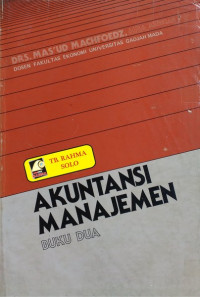 DRS. MAS'UD MACHFOEDZ.
DOSEN FAKULTAS EKONOMI UNIVERSITAS GADJAH MADA
TB. RAHMA
SOLO
AKUNTANSI
MANAJEMEN
BUKU DUA